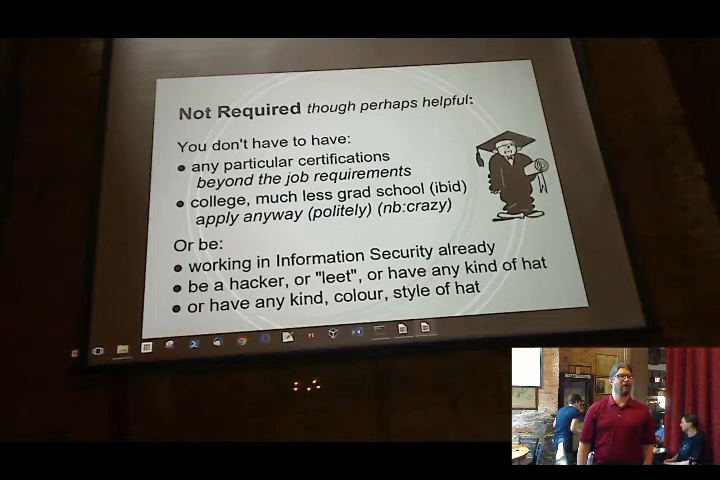 Not Required though perhaps helpful:
You don't have to have:
• any particular certifications
beyond the job requirements
• college, much less grad school (ibid)
apply anyway (politely) (nb:crazy)
Or be:
• working in Information Security already
• be a hacker, or "leet", or have any kind of hat
• or have any kind, colour, style of hat